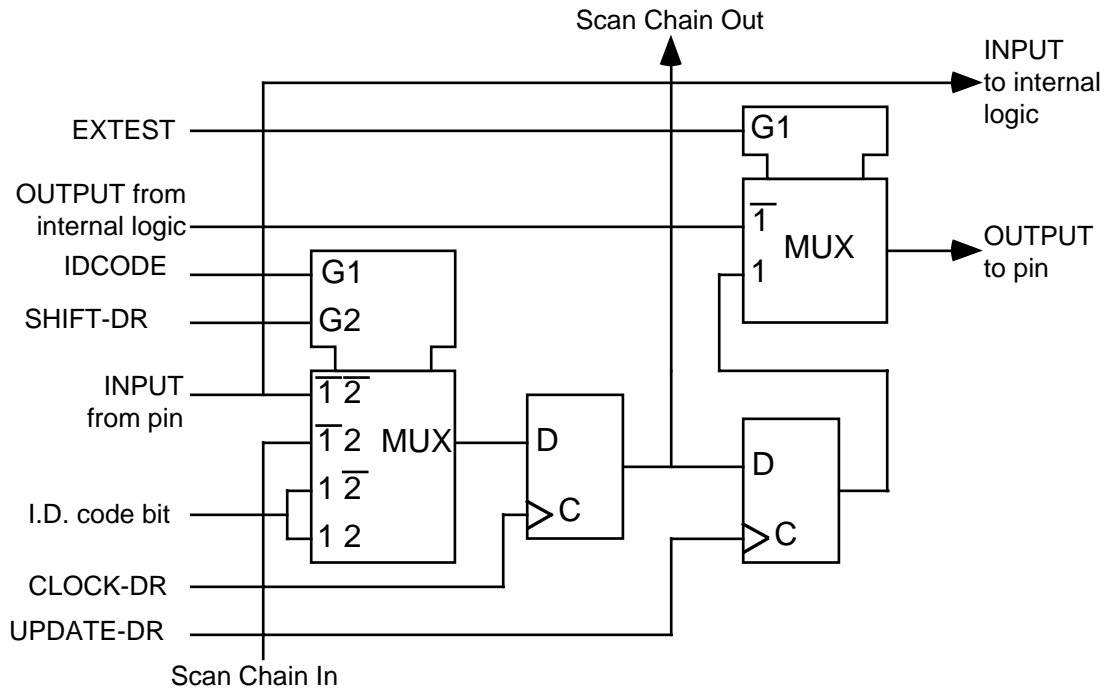 Scan Chain Out
INPUT
to internal
logic
EXTEST
G1
OUTPUT from
internal logic
1̅
MUX
1
OUTPUT
to pin
IDCODE
G1
SHIFT-DR
G2
INPUT
from pin
1̅ 2̅
1̅ 2
MUX
1 2̅
1 2
I.D. code bit
D
C
D
C
CLOCK-DR
UPDATE-DR
Scan Chain In